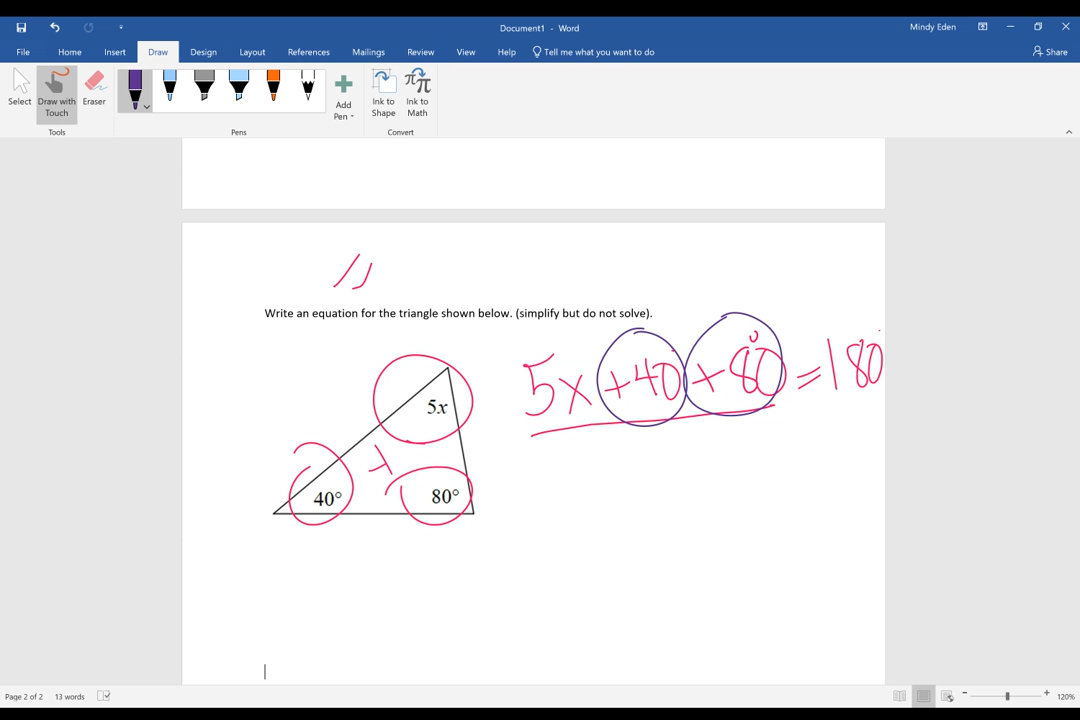 Document1 - Word
Mindy Eden
File Home Insert Draw Design Layout References Mailings Review View Help Tell me what you want to do Share
Select Draw with Touch Eraser Add Pen Ink to Shape Ink to Math
Tools Pens Convert
Write an equation for the triangle shown below. (simplify but do not solve).
5x + 40 + 80° = 180
5x
40° 80°
Page 2 of 2 13 words 120%